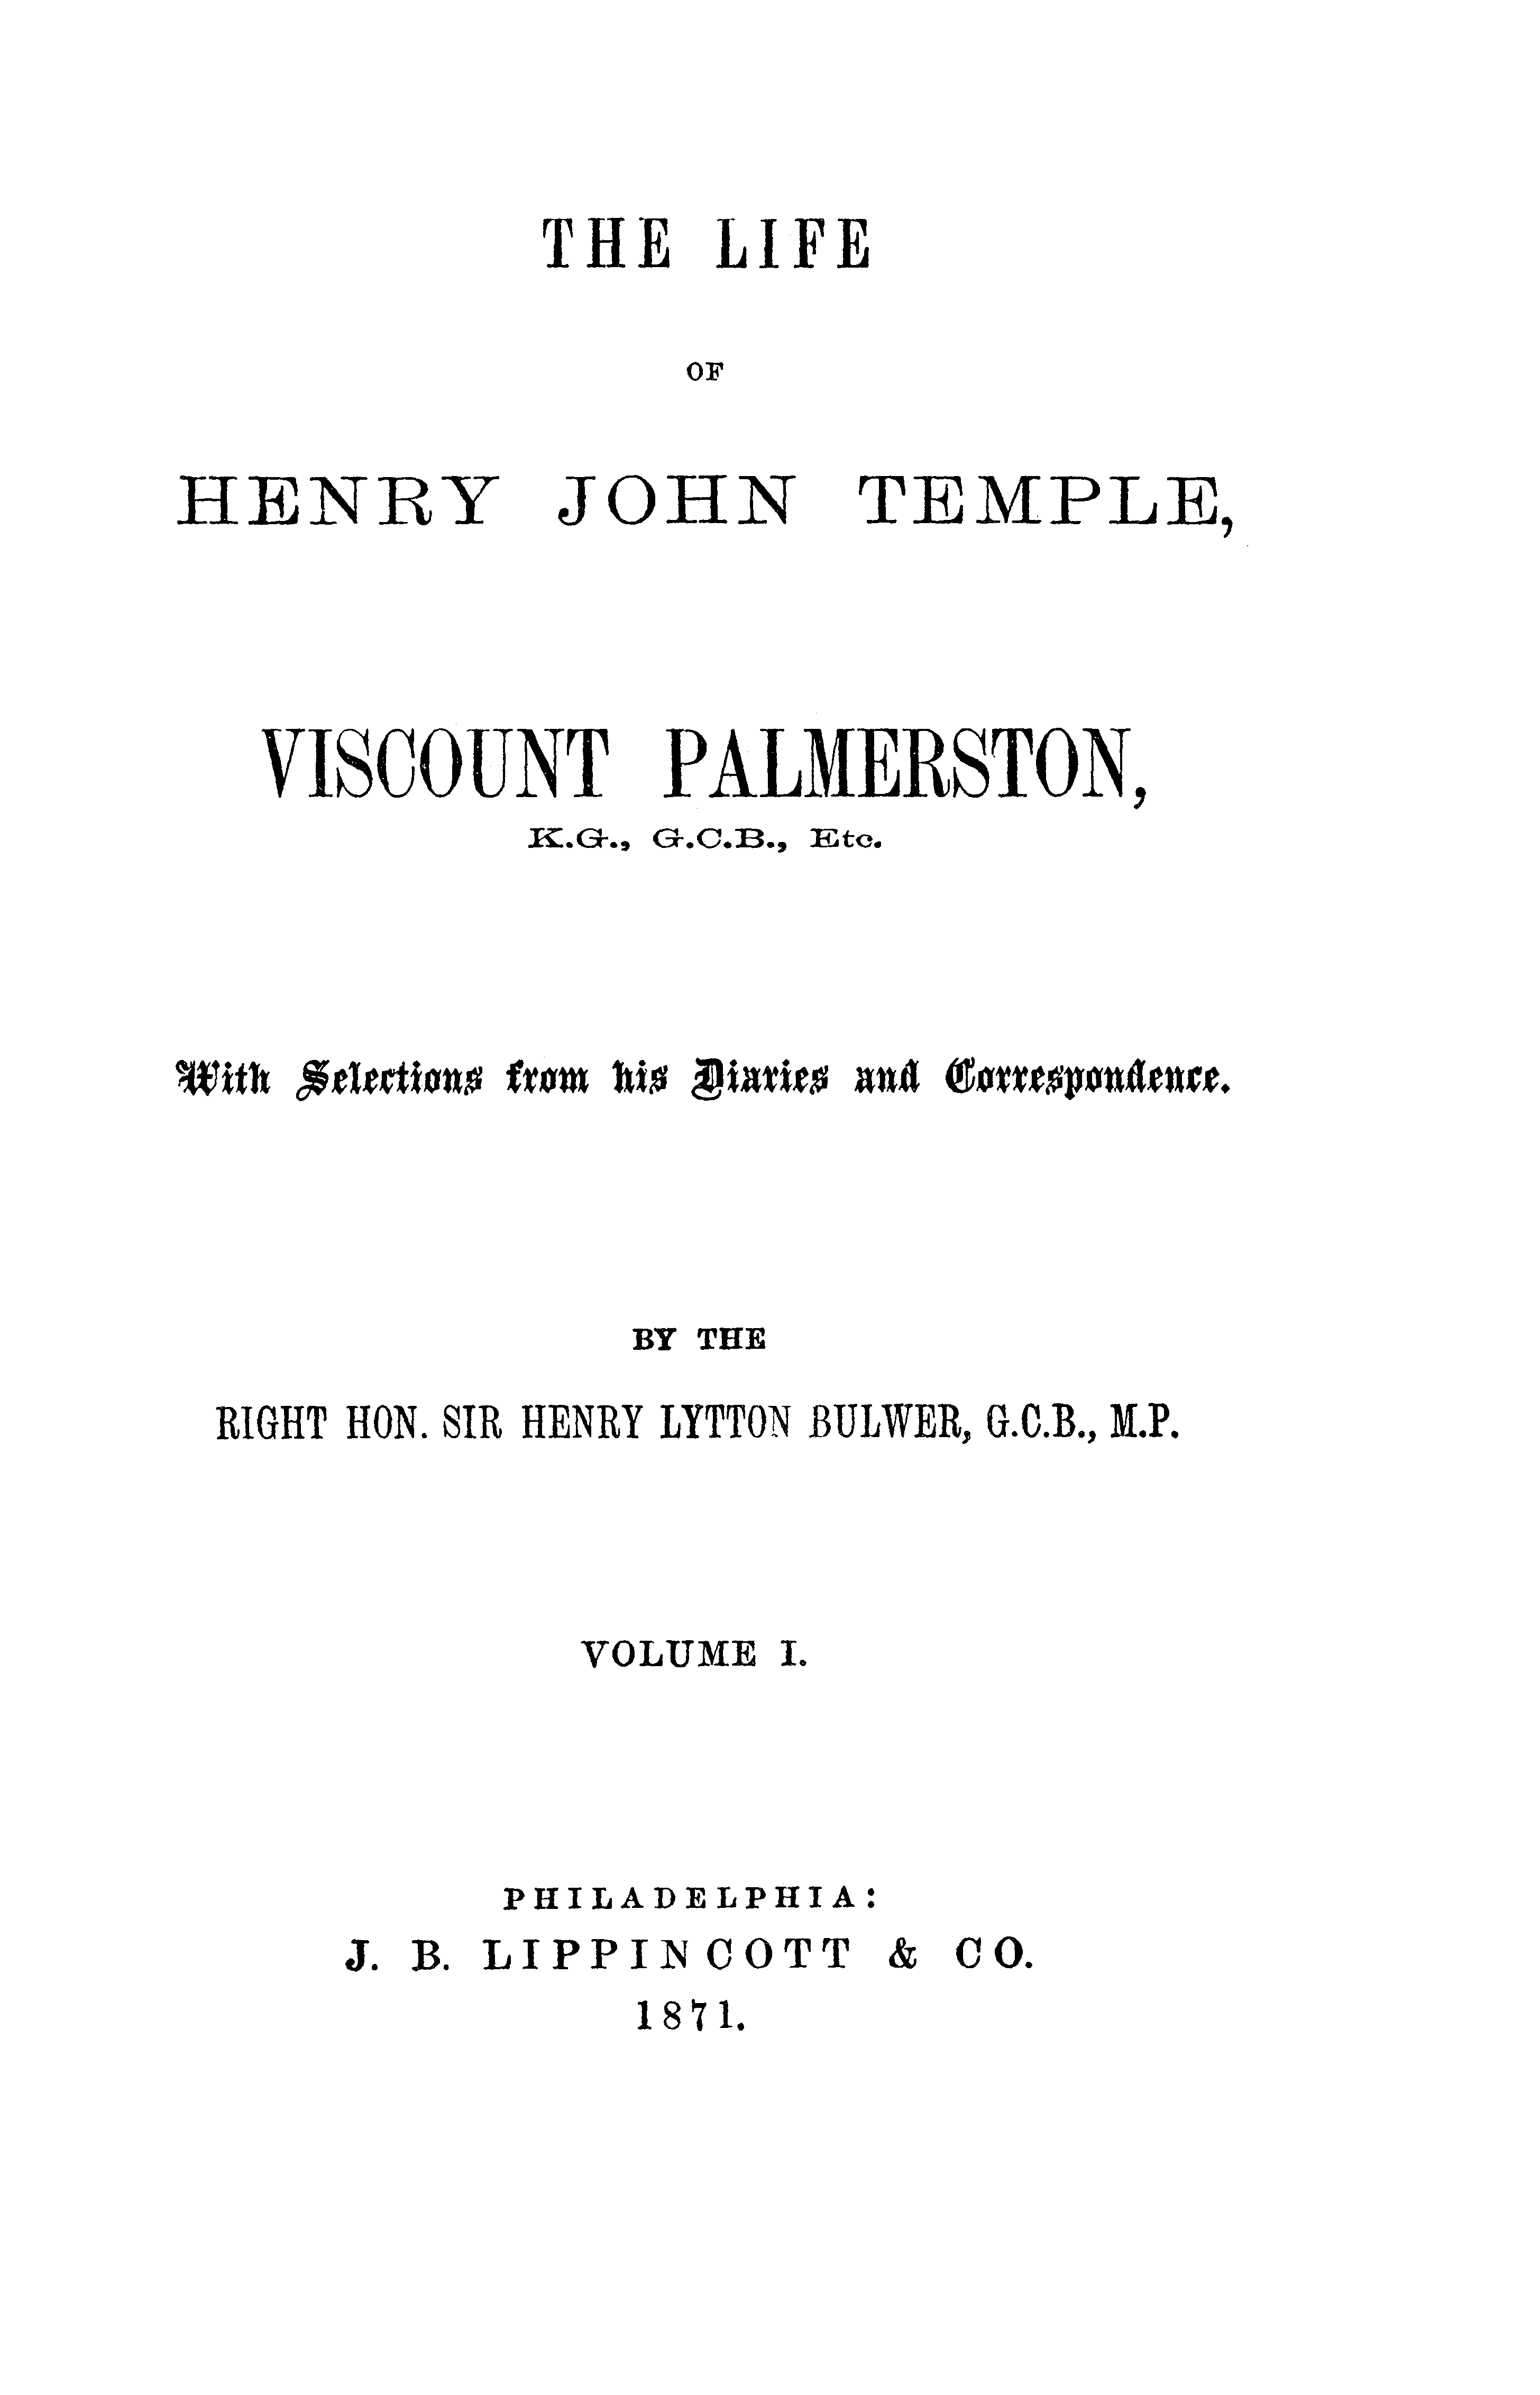 THE LIFE
OF
HENRY JOHN TEMPLE,
VISCOUNT PALMERSTON,
K.G., G.C.B., Etc.
With Selections from his Diaries and Correspondence.
BY THE
RIGHT HON. SIR HENRY LYTTON BULWER, G.C.B., M.P.
VOLUME I.
PHILADELPHIA:
J. B. LIPPINCOTT & CO.
1871.